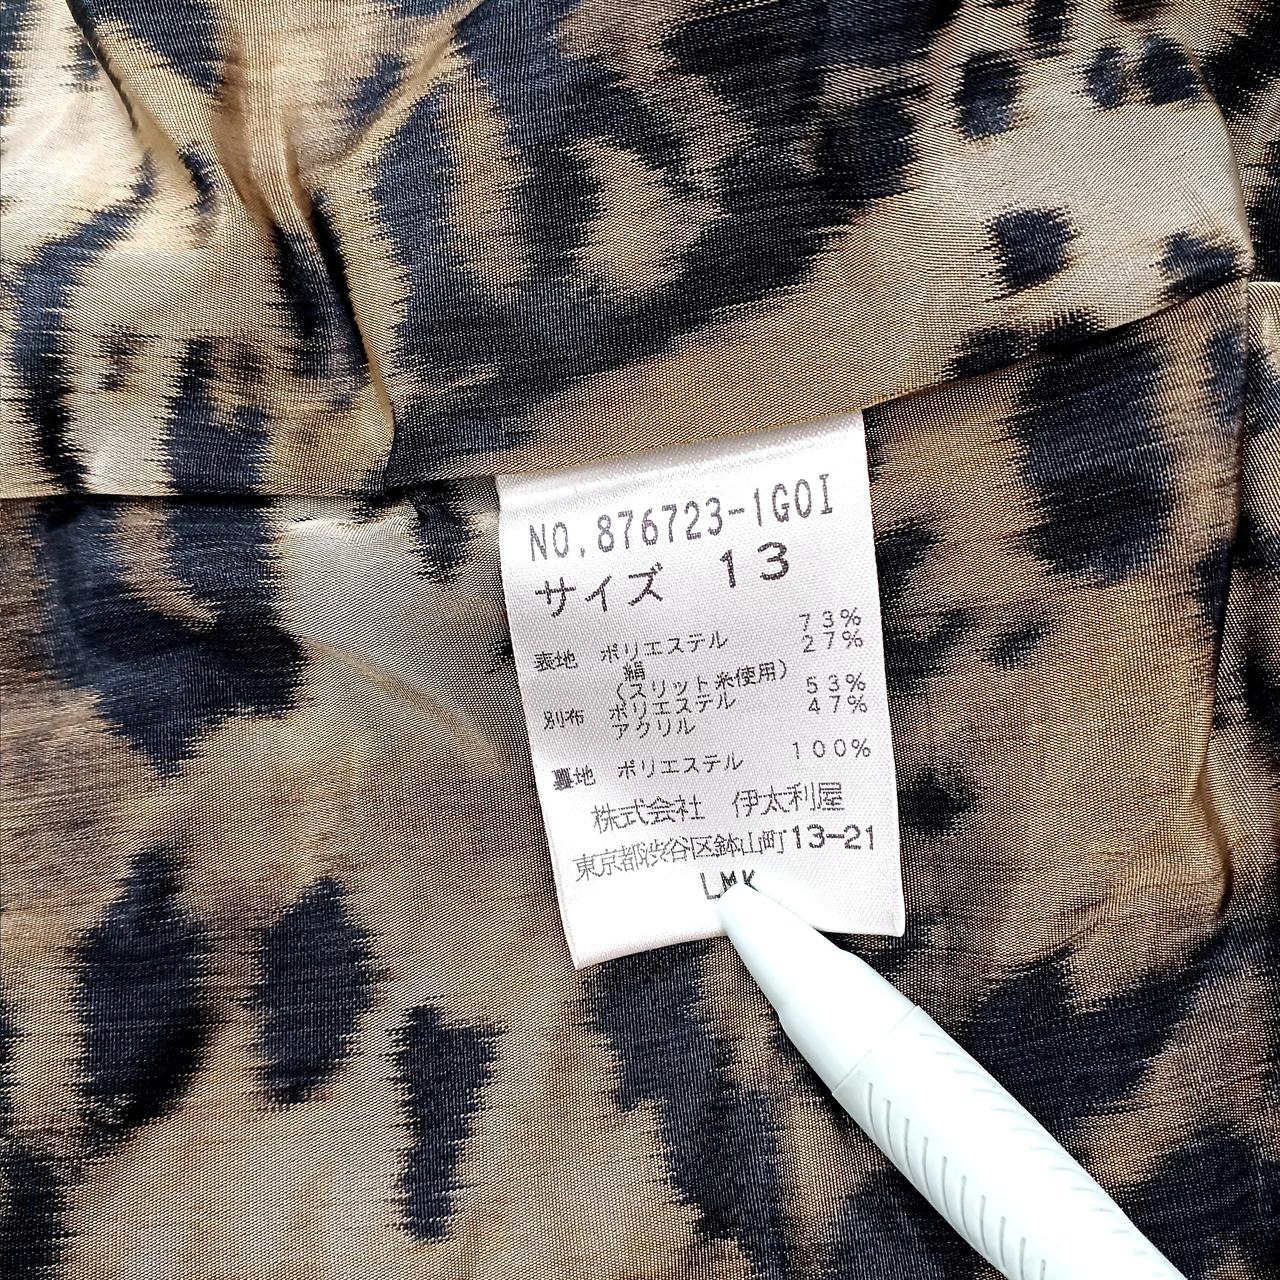 NO.876723-1G0I
サイズ 13
表地 ポリエステル 73%
絹 27%
(スリット糸使用)
別布 ポリエステル 53%
アクリル 47%
裏地 ポリエステル 100%
株式会社 伊太利屋
東京都渋谷区鉢山町13-21
LMK